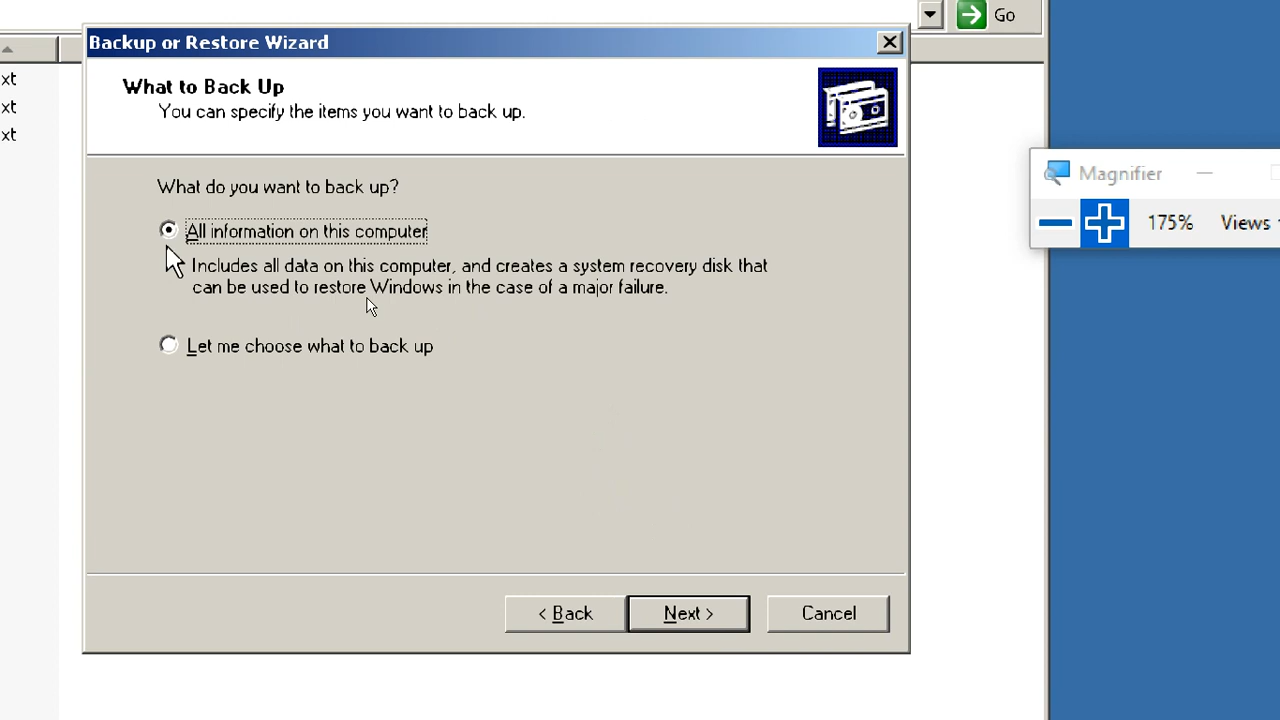 Go
Backup or Restore Wizard
What to Back Up
You can specify the items you want to back up.
xt
xt
xt
Magnifier
175%
Views
What do you want to back up?
All information on this computer
Includes all data on this computer, and creates a system recovery disk that
can be used to restore Windows in the case of a major failure.
Let me choose what to back up
< Back
Next >
Cancel